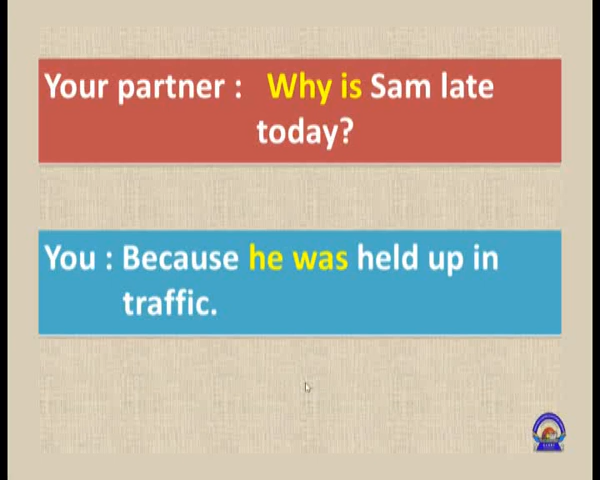 Your partner : Why is Sam late
today?
You : Because he was held up in
traffic.